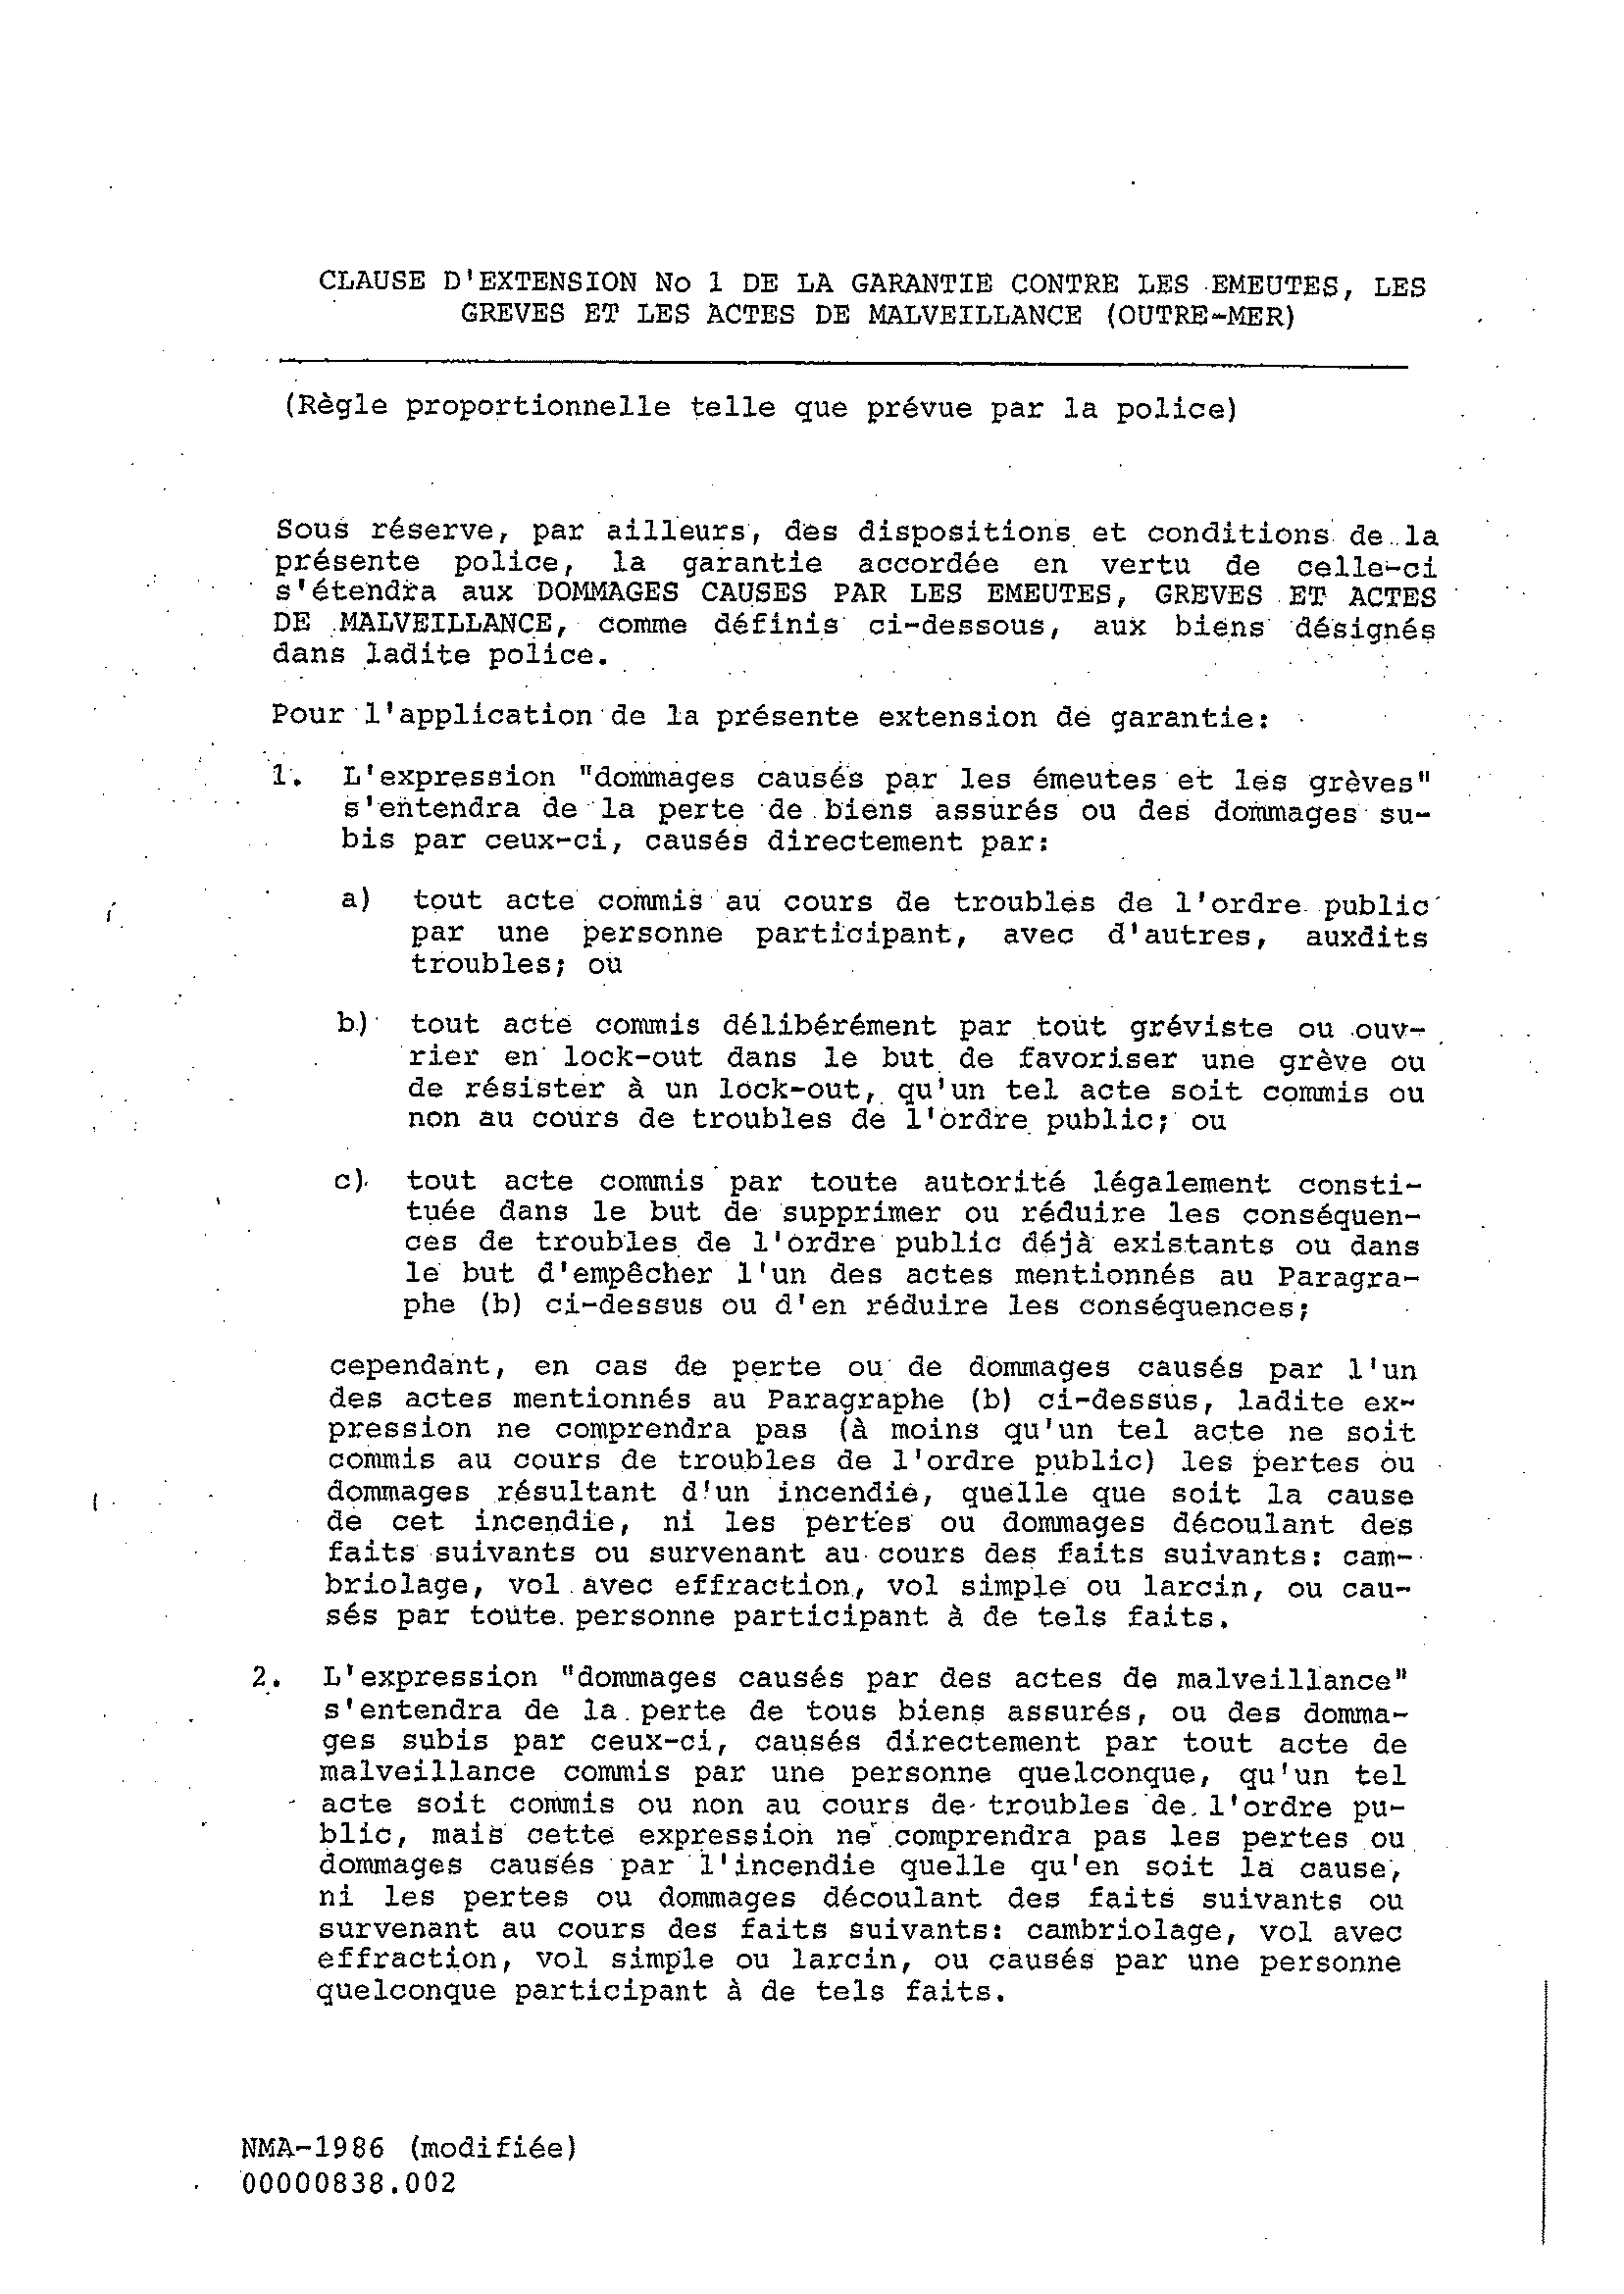 CLAUSE D'EXTENSION No 1 DE LA GARANTIE CONTRE LES EMEUTES, LES
GREVES ET LES ACTES DE MALVEILLANCE (OUTRE-MER)
(Règle proportionnelle telle que prévue par la police)
Sous réserve, par ailleurs, des dispositions et conditions de la
présente police, la garantie accordée en vertu de celle-ci
s'étendra aux DOMMAGES CAUSES PAR LES EMEUTES, GREVES ET ACTES
DE MALVEILLANCE, comme définis ci-dessous, aux biens désignés
dans ladite police.
Pour l'application de la présente extension de garantie:
1. L'expression "dommages causés par les émeutes et les grèves"
s'entendra de la perte de biens assurés ou des dommages su-
bis par ceux-ci, causés directement par:
a) tout acte commis au cours de troubles de l'ordre public
par une personne participant, avec d'autres, auxdits
troubles; ou
b) tout acte commis délibérément par tout gréviste ou ouv-
rier en lock-out dans le but de favoriser une grève ou
de résister à un lock-out, qu'un tel acte soit commis ou
non au cours de troubles de l'ordre public; ou
c) tout acte commis par toute autorité légalement consti-
tuée dans le but de supprimer ou réduire les conséquen-
ces de troubles de l'ordre public déjà existants ou dans
le but d'empêcher l'un des actes mentionnés au Paragra-
phe (b) ci-dessus ou d'en réduire les conséquences;
cependant, en cas de perte ou de dommages causés par l'un
des actes mentionnés au Paragraphe (b) ci-dessus, ladite ex-
pression ne comprendra pas (à moins qu'un tel acte ne soit
commis au cours de troubles de l'ordre public) les pertes ou
dommages résultant d'un incendie, quelle que soit la cause
de cet incendie, ni les pertes ou dommages découlant des
faits suivants ou survenant au cours des faits suivants: cam-
briolage, vol avec effraction, vol simple ou larcin, ou cau-
sés par toute personne participant à de tels faits.
2. L'expression "dommages causés par des actes de malveillance"
s'entendra de la perte de tous biens assurés, ou des domma-
ges subis par ceux-ci, causés directement par tout acte de
malveillance commis par une personne quelconque, qu'un tel
acte soit commis ou non au cours de troubles de l'ordre pu-
blic, mais cette expression ne comprendra pas les pertes ou
dommages causés par l'incendie quelle qu'en soit la cause,
ni les pertes ou dommages découlant des faits suivants ou
survenant au cours des faits suivants: cambriolage, vol avec
effraction, vol simple ou larcin, ou causés par une personne
quelconque participant à de tels faits.
NMA-1986 (modifiée)
00000838.002